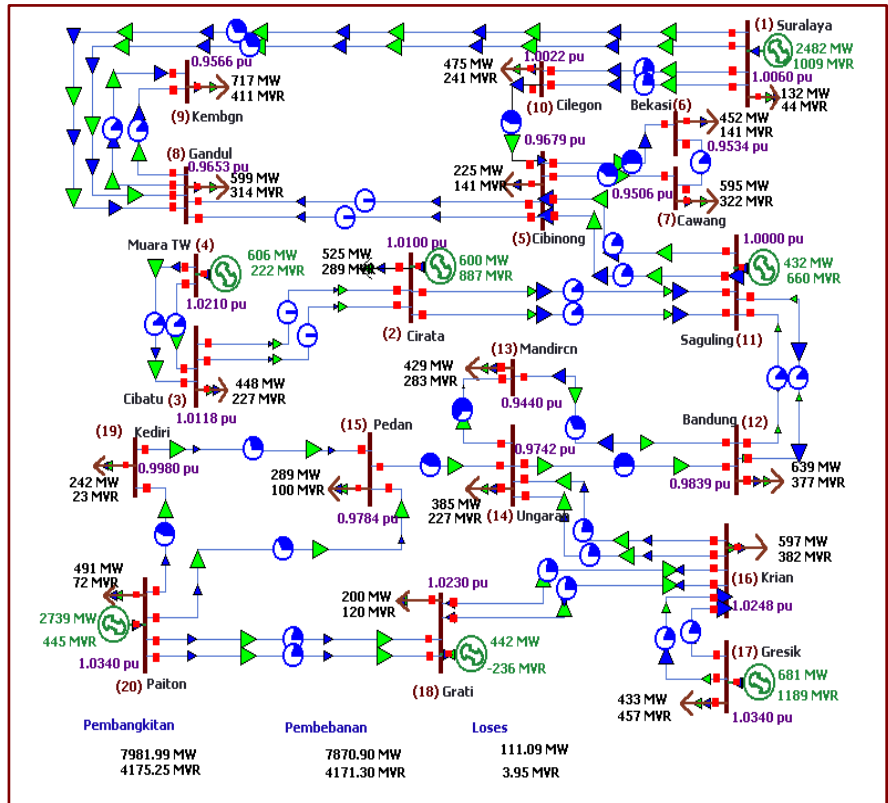 (1) Suralaya
2482 MW
1009 MVR
1.0060 pu
132 MW
44 MVR
1.0022 pu
475 MW
241 MVR
(10) Cilegon
Bekasi (6)
452 MW
141 MVR
0.9534 pu
0.9566 pu
717 MW
411 MVR
(9) Kembgn
(8) Gandul
0.9653 pu
599 MW
314 MVR
0.9679 pu
225 MW
141 MVR
(5) Cibinong
0.9506 pu
595 MW
322 MVR
(7) Cawang
Muara TW (4)
606 MW
222 MVR
1.0210 pu
525 MW
289 MVR
1.0100 pu
600 MW
887 MVR
(2) Cirata
1.0000 pu
432 MW
660 MVR
Saguling (11)
Cibatu (3)
448 MW
227 MVR
1.0118 pu
(13) Mandircn
429 MW
283 MVR
0.9440 pu
Bandung (12)
639 MW
377 MVR
0.9839 pu
(19) Kediri
0.9980 pu
242 MW
23 MVR
(15) Pedan
289 MW
100 MVR
0.9784 pu
0.9742 pu
385 MW
227 MVR
(14) Ungaran
597 MW
382 MVR
(16) Krian
1.0248 pu
491 MW
72 MVR
2739 MW
445 MVR
1.0340 pu
(20) Paiton
1.0230 pu
200 MW
120 MVR
442 MW
-236 MVR
(18) Grati
(17) Gresik
681 MW
1189 MVR
433 MW
457 MVR
1.0340 pu
Pembangkitan Pembebanan Loses
7981.99 MW 7870.90 MW 111.09 MW
4175.25 MVR 4171.30 MVR 3.95 MVR